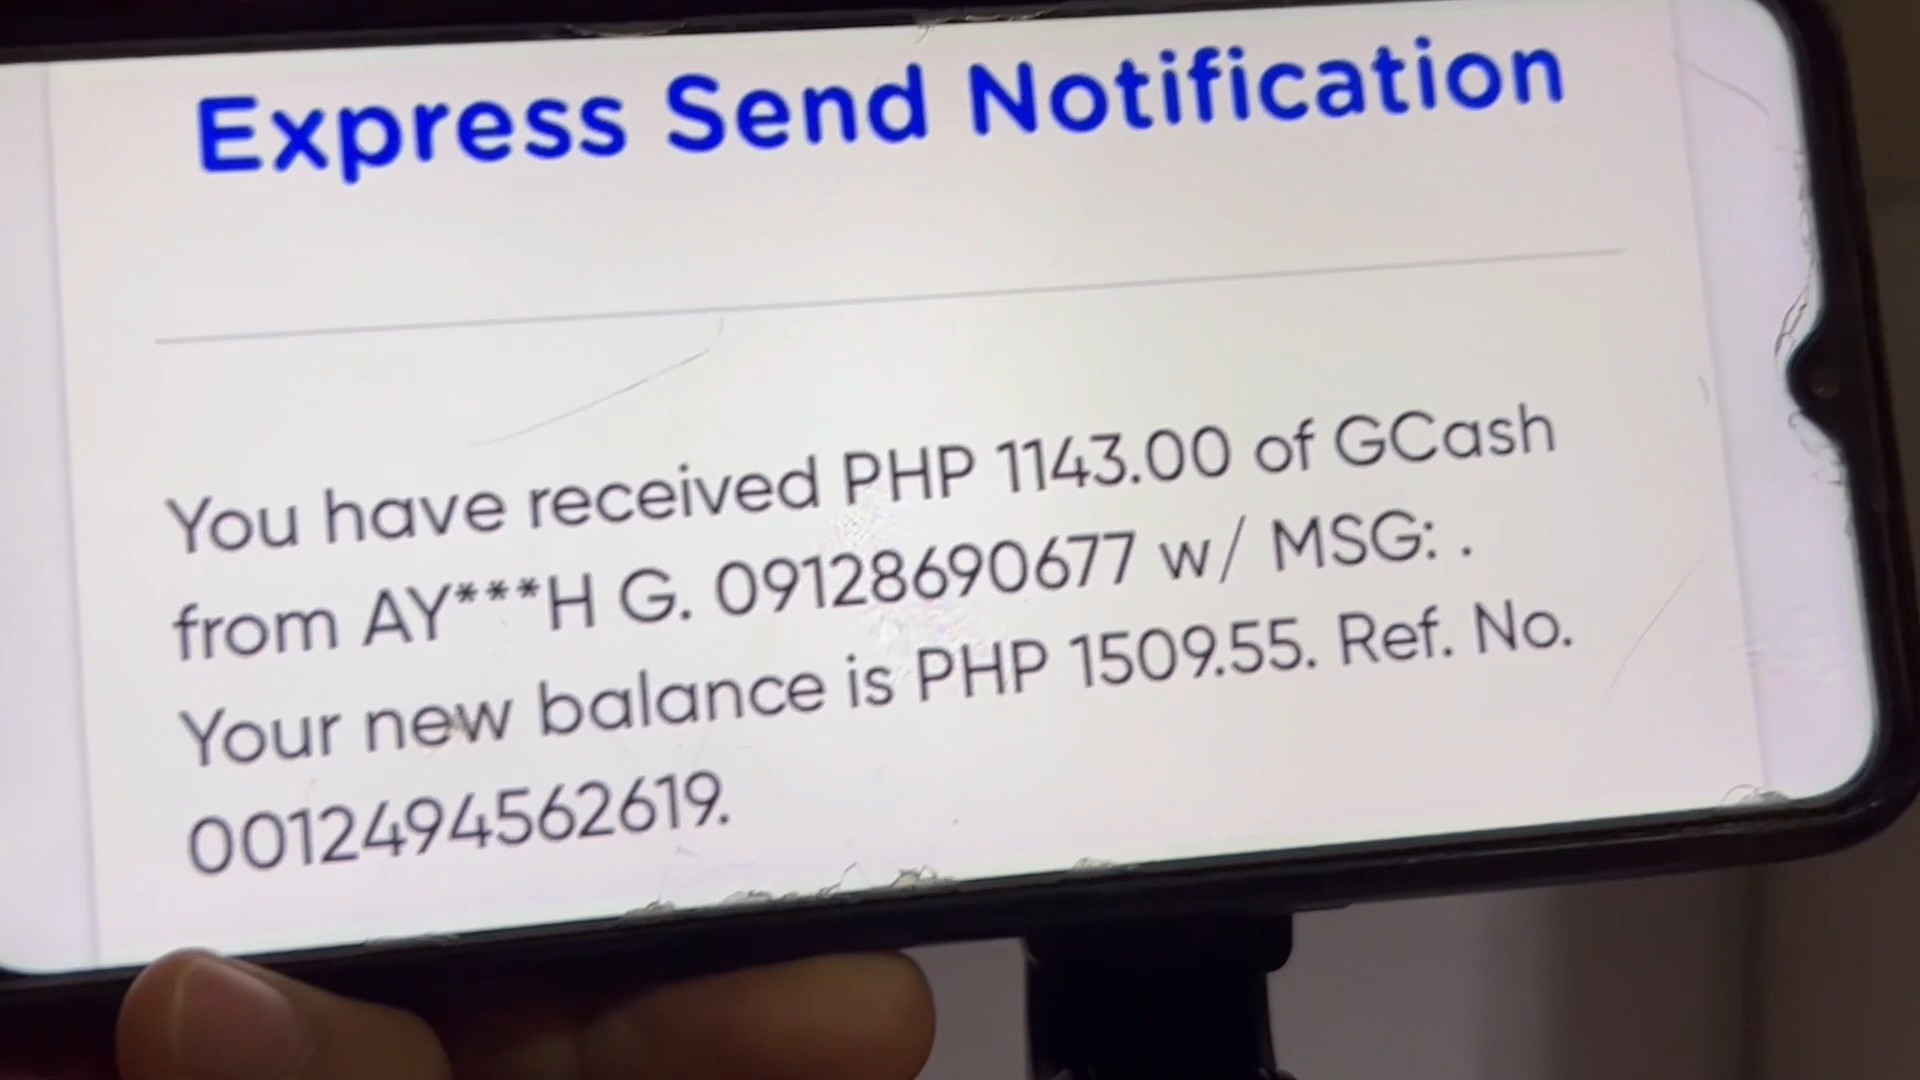 Express Send Notification
You have received PHP 1143.00 of GCash
from AY***H G. 09128690677 w/ MSG: .
Your new balance is PHP 1509.55. Ref. No.
0012494562619.